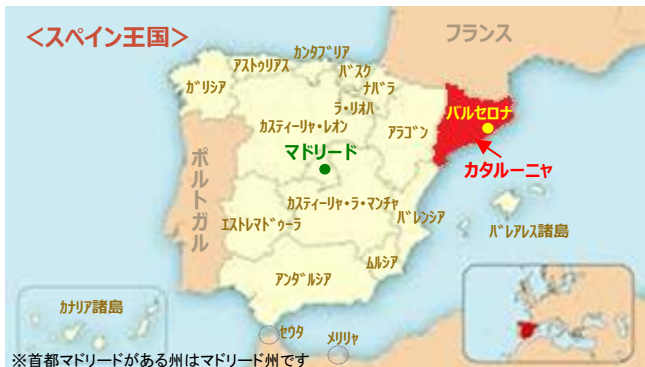 <スペイン王国>
フランス
カンタブリア
アストゥリアス
バスク
ガリシア
ナバラ
ラ・リオハ
バルセロナ
カスティーリャ・レオン
アラゴン
マドリード
カタルーニャ
ポルトガル
カスティーリャ・ラ・マンチャ
バレンシア
エストレマドゥーラ
バレアレス諸島
ムルシア
アンダルシア
カナリア諸島
セウタ
メリリャ
※首都マドリードがある州はマドリード州です